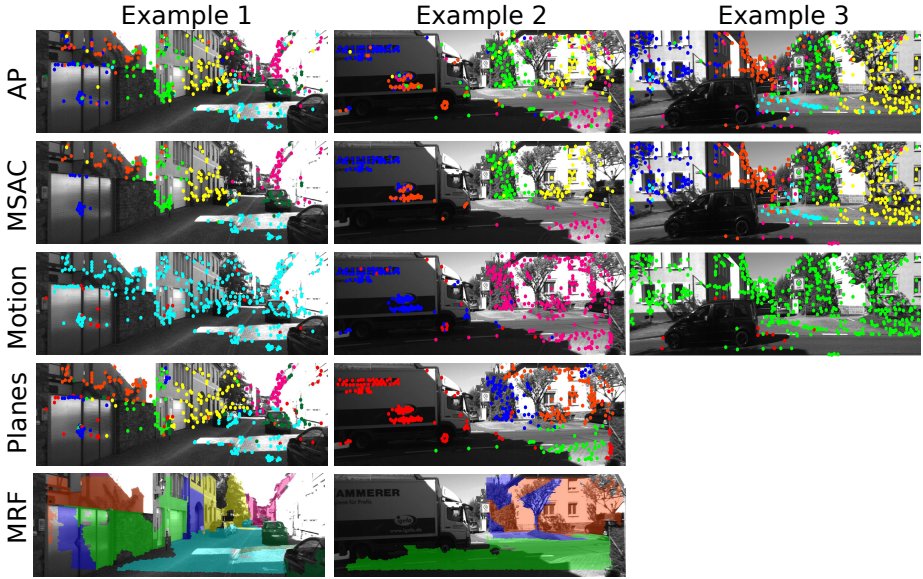 Example 1 Example 2 Example 3
AP
MSAC
Motion
Planes
MRF
AMMERER